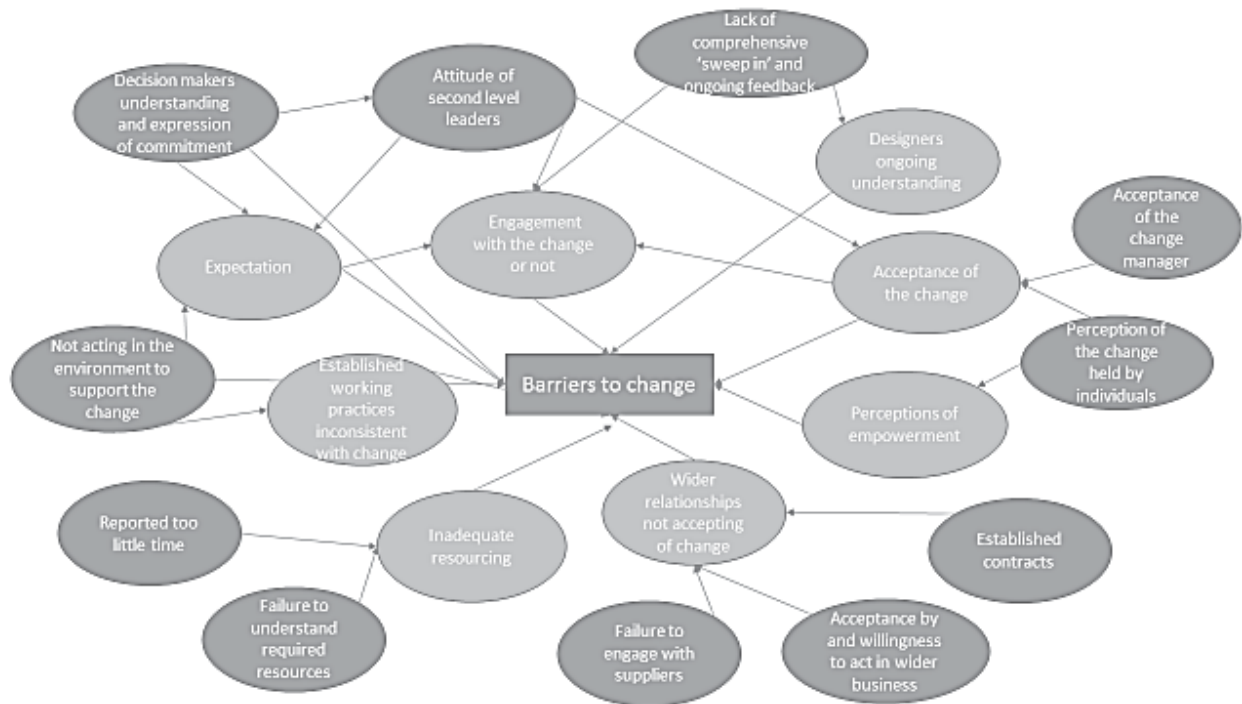 Lack of
comprehensive
'sweep in' and
ongoing feedback
Decision makers
understanding
and expression
of commitment
Attitude of
second level
leaders
Designers
ongoing
understanding
Acceptance
of the
change
manager
Engagement
with the change
or not
Expectation
Acceptance of
the change
Perception of
the change
held by
individuals
Not acting in the
environment to
support the
change
Established
working
practices
inconsistent
with change
Barriers to change
Perceptions of
empowerment
Wider
relationships
not accepting
of change
Reported too
little time
Inadequate
resourcing
Established
contracts
Failure to
understand
required
resources
Failure to
engage with
suppliers
Acceptance by
and willingness
to act in wider
business